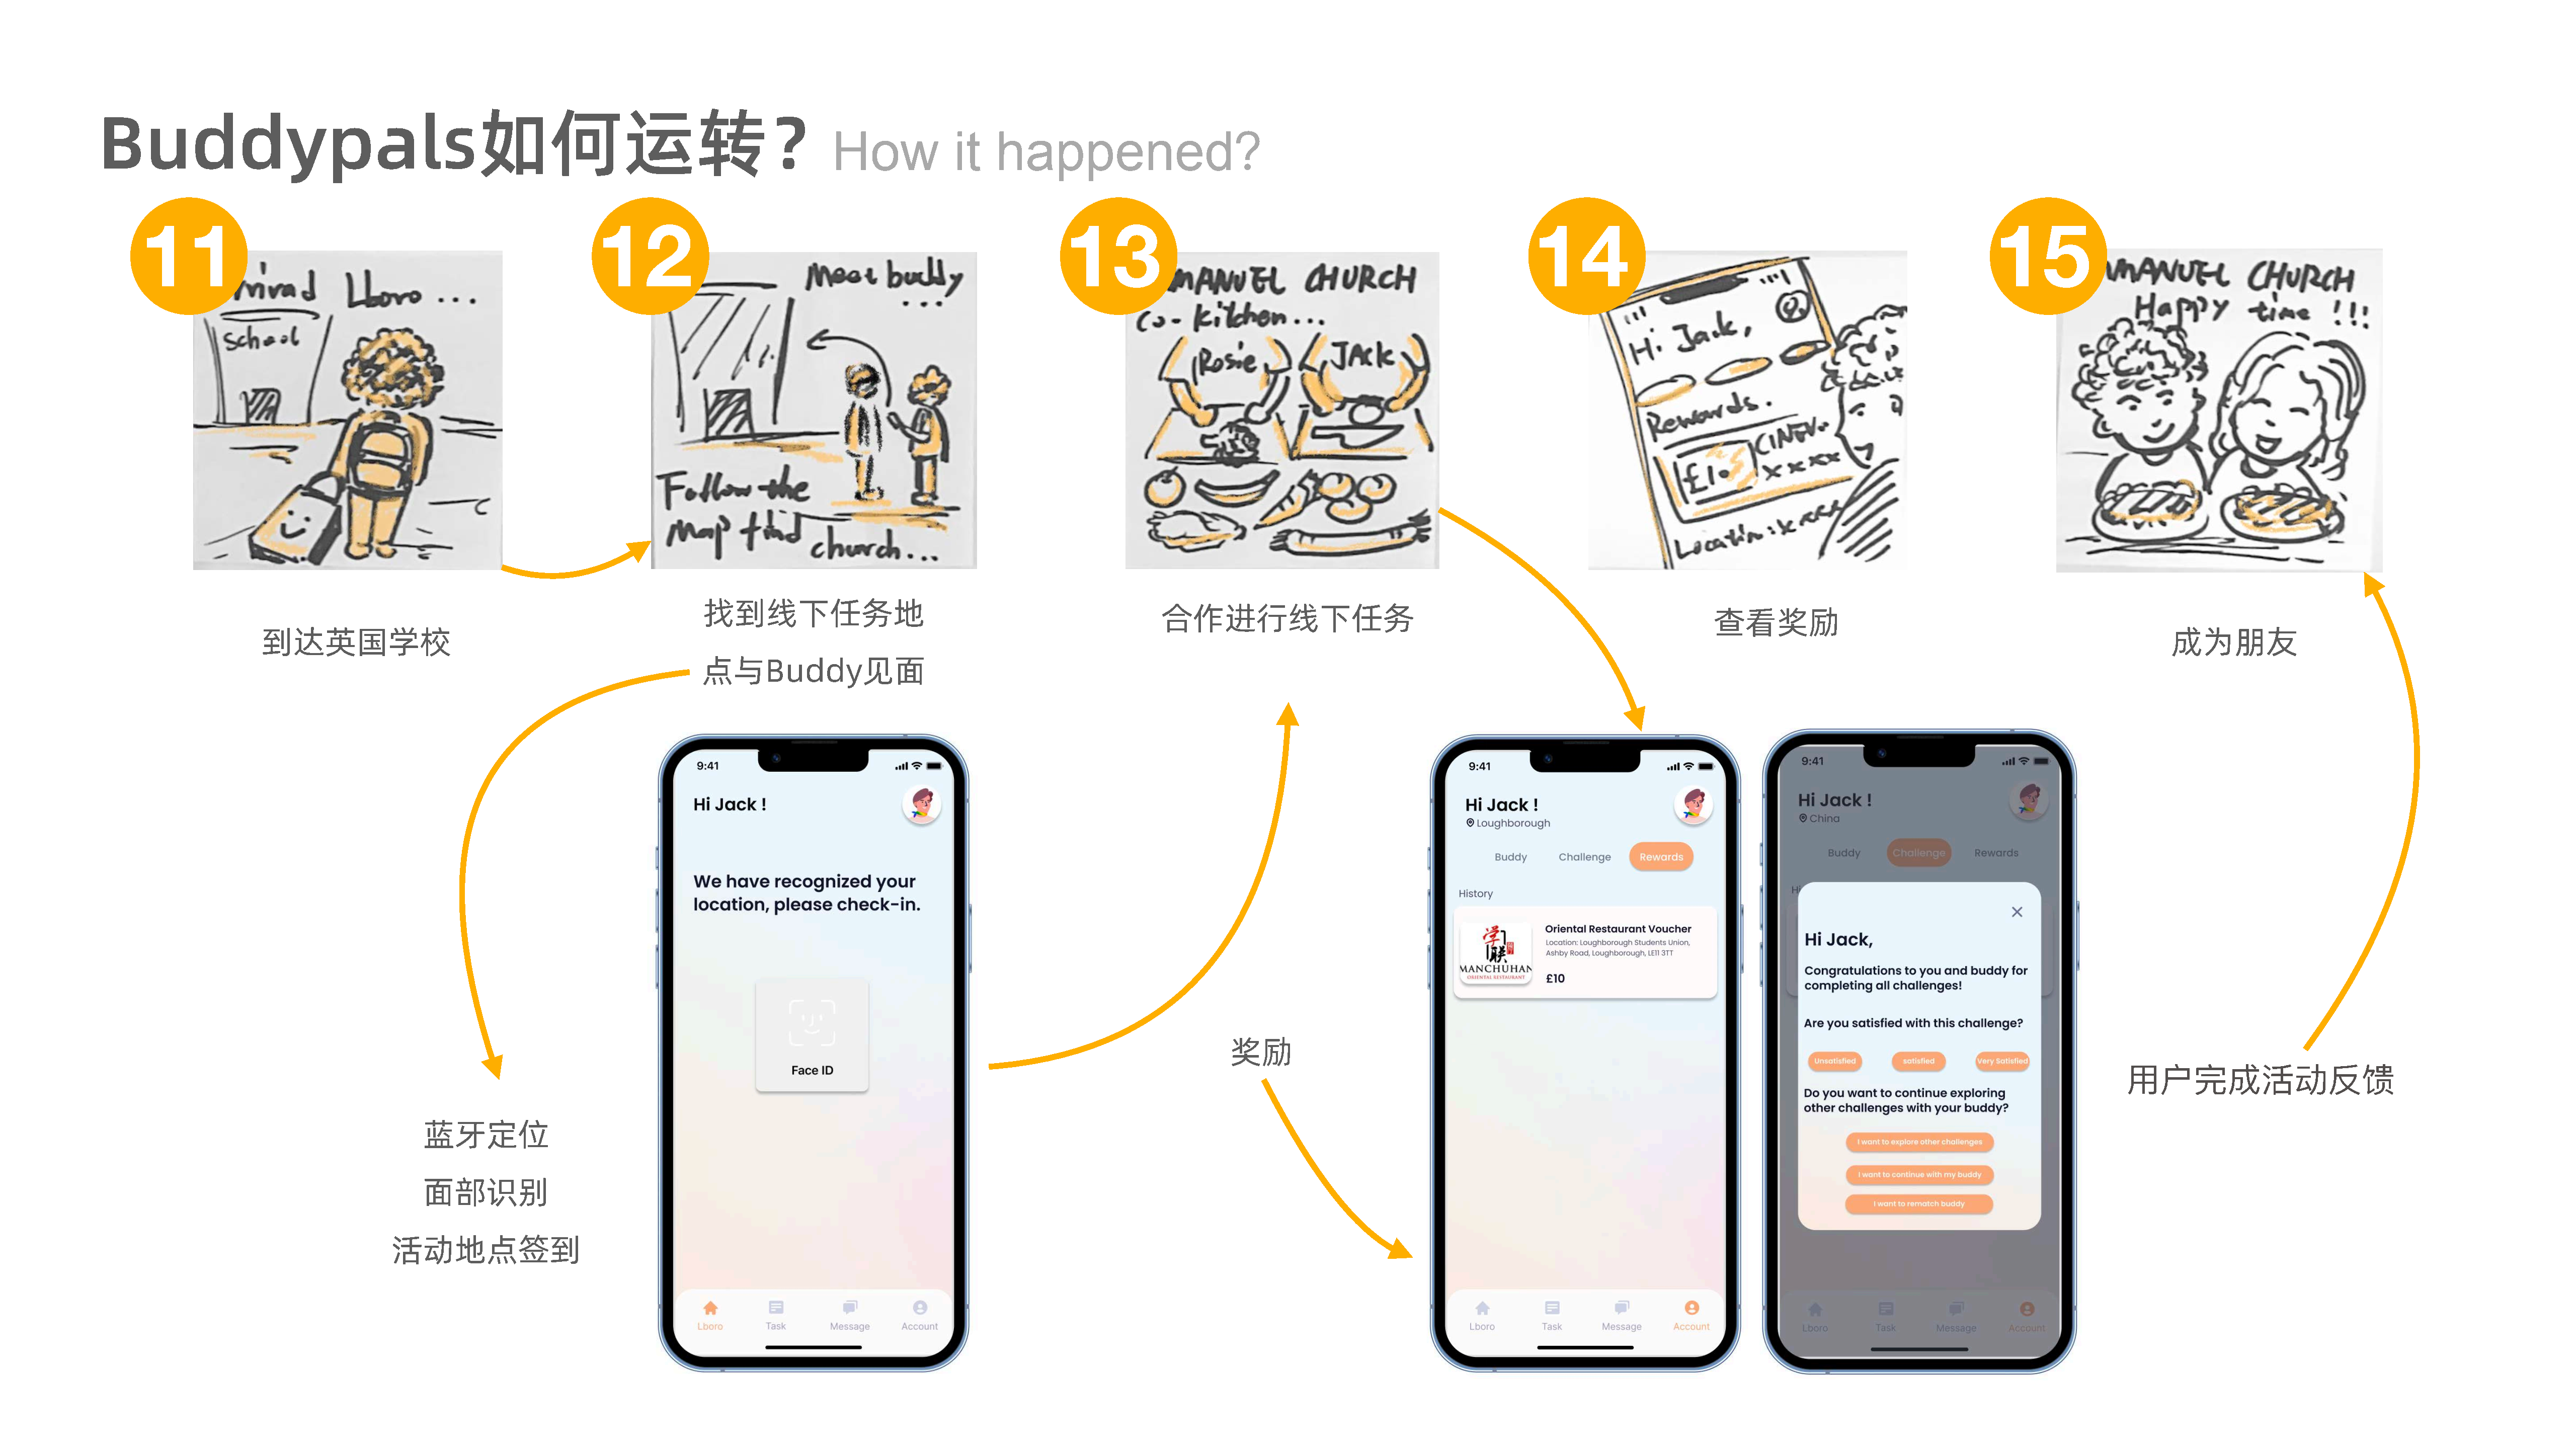 Buddypals如何运转？ How it happened?
11
Lboro ...
School
到达英国学校
12
Meet buddy
...
Follow the
Map find church...
找到线下任务地
点与Buddy见面
13
MANUEL CHURCH
co-kitchen...
Rosie
JAck
合作进行线下任务
14
Hi Jack,
Rewards.
Location: xxxx
查看奖励
15
MANUEL CHURCH
Happy time !!!
成为朋友
蓝牙定位
面部识别
活动地点签到
9:41
Hi Jack !
We have recognized your
location, please check-in.
Face ID
Lboro
Task
Message
Account
奖励
9:41
Hi Jack !
Loughborough
Buddy
Challenge
Rewards
History
学联
MANCHUHAN
ORIENTAL RESTAURANT
Oriental Restaurant Voucher
Location: Loughborough Students Union,
Ashby Road, Loughborough, LE11 3TT
£10
Lboro
Task
Message
Account
9:41
Hi Jack !
China
Buddy
Challenge
Rewards
Hi Jack,
Congratulations to you and buddy for
completing all challenges!
Are you satisfied with this challenge?
Unsatisfied
satisfied
Very Satisfied
Do you want to continue exploring
other challenges with your buddy?
I want to explore other challenges
I want to continue with my buddy
I want to rematch buddy
Lboro
Task
Message
Account
用户完成活动反馈